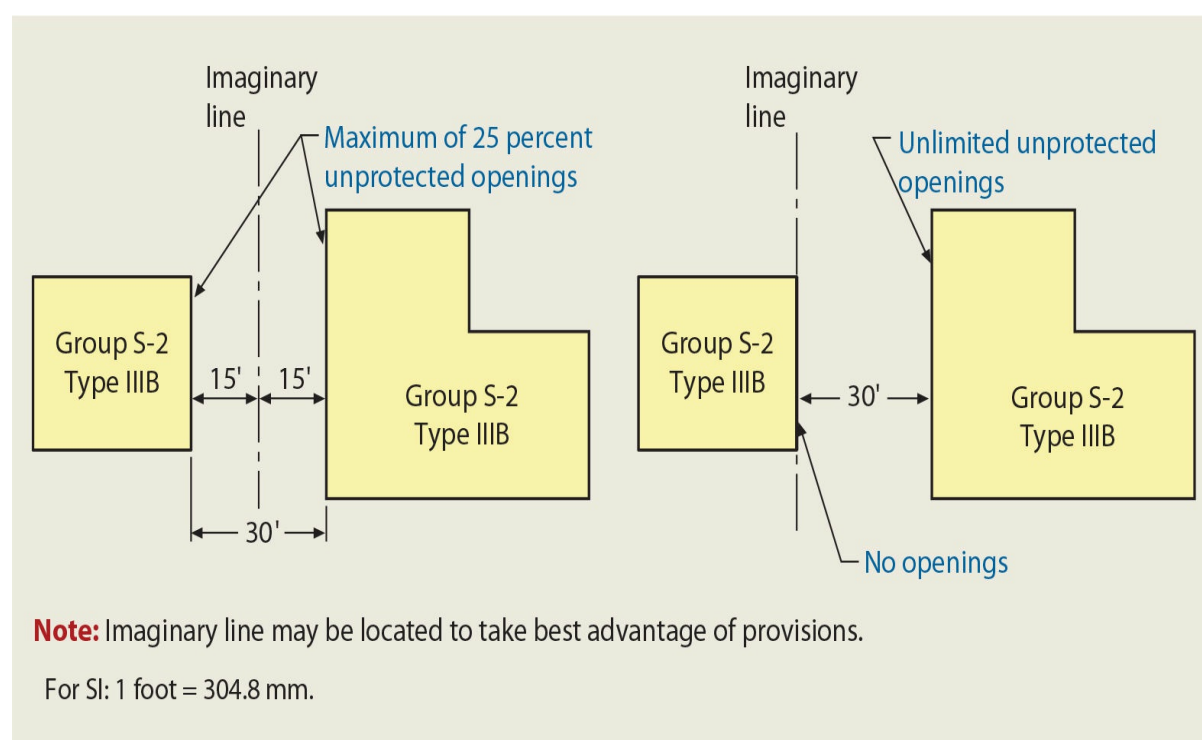 Imaginary
line
Maximum of 25 percent
unprotected openings
Group S-2
Type IIIB
15'
15'
Group S-2
Type IIIB
30'
Imaginary
line
Unlimited unprotected
openings
Group S-2
Type IIIB
30'
Group S-2
Type IIIB
No openings
Note: Imaginary line may be located to take best advantage of provisions.
For SI: 1 foot = 304.8 mm.